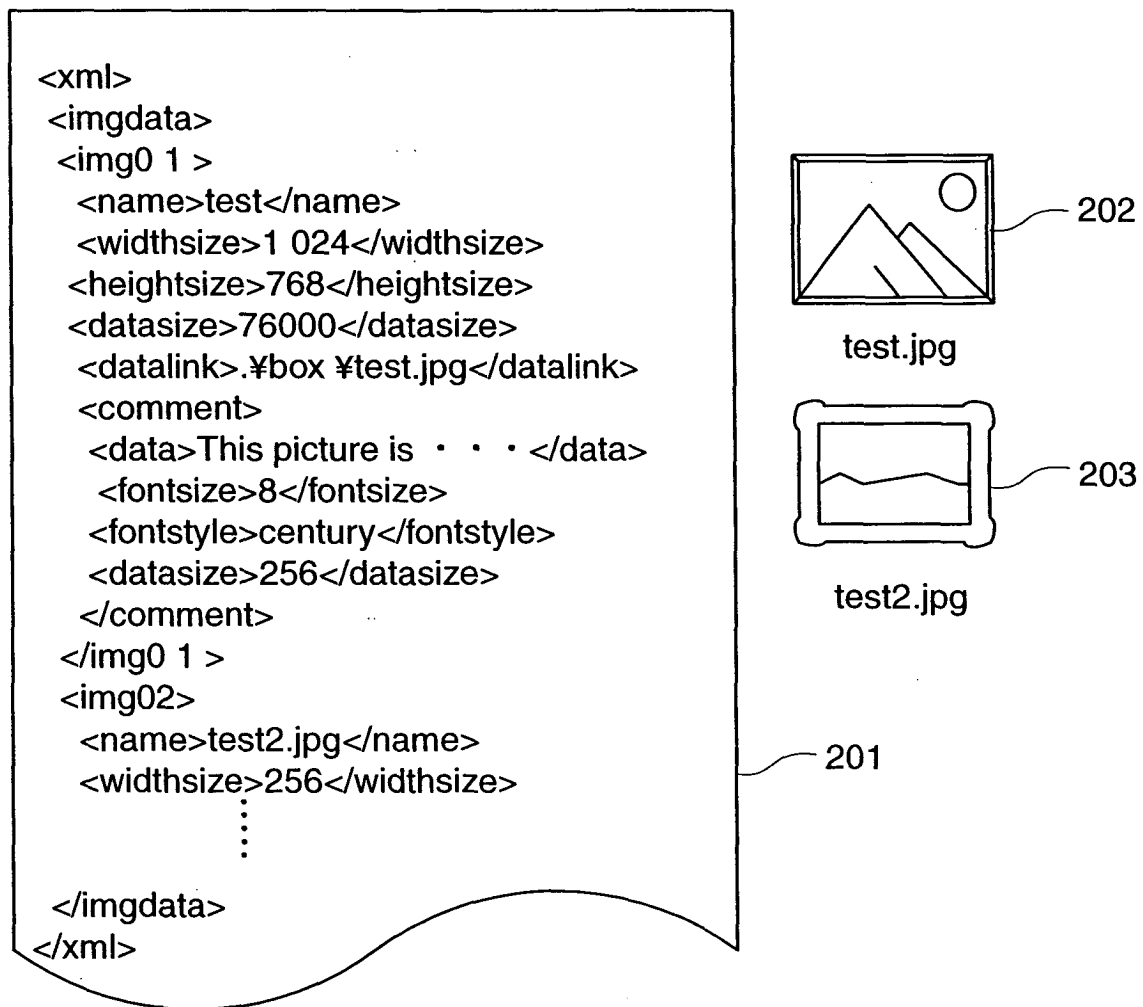 <xml>
<imgdata>
<img0 1 >
<name>test</name>
<widthsize>1 024</widthsize>
<heightsize>768</heightsize>
<datasize>76000</datasize>
<datalink>.¥box ¥test.jpg</datalink>
<comment>
<data>This picture is ・ ・ ・</data>
<fontsize>8</fontsize>
<fontstyle>century</fontstyle>
<datasize>256</datasize>
</comment>
</img0 1 >
<img02>
<name>test2.jpg</name>
<widthsize>256</widthsize>
</imgdata>
</xml>
202
test.jpg
203
test2.jpg
201